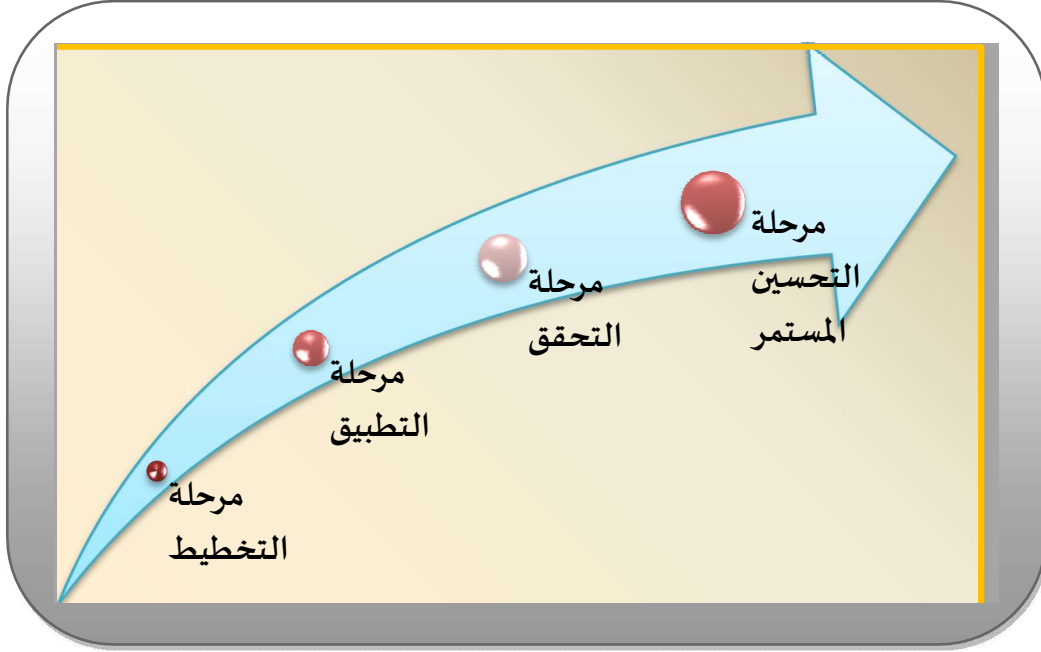 مرحلة
التخطيط
مرحلة
التطبيق
مرحلة
التحقق
مرحلة
التحسين
المستمر